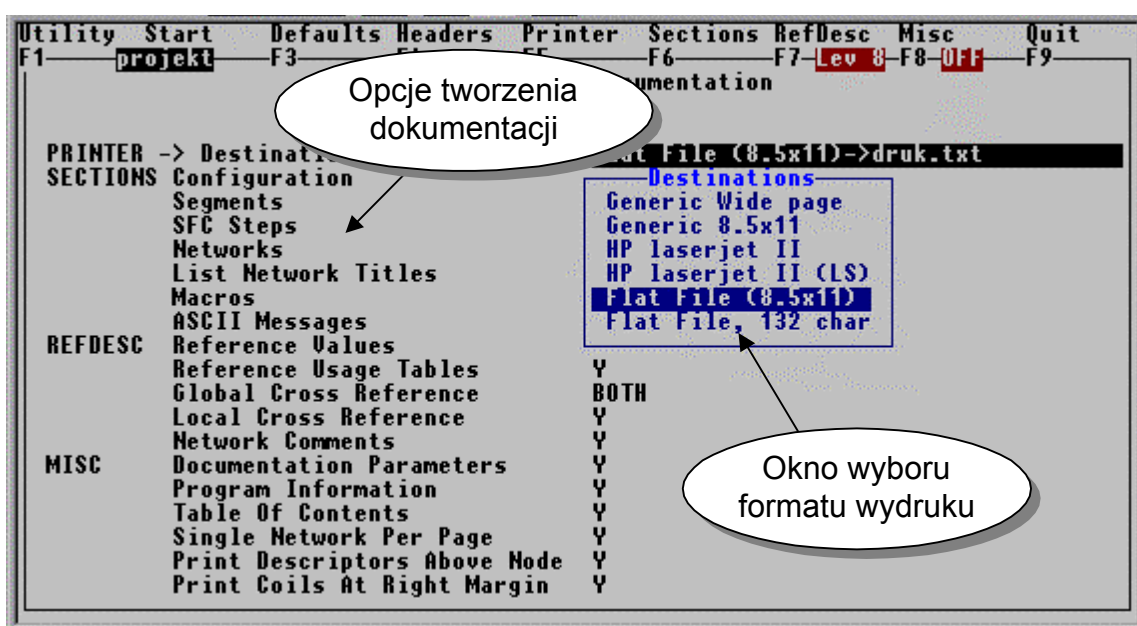 Utility Start Defaults Headers Printer Sections RefDesc Misc Quit
F1 projekt F3 F6 F7 Lev 8 F8 OFF F9
Opcje tworzenia
dokumentacji
PRINTER -> File (8.5x11)->druk.txt
SECTIONS Configuration
Segments
SFC Steps
Networks
List Network Titles
Macros
ASCII Messages
Destinations
Generic Wide page
Generic 8.5x11
HP laserjet II
HP laserjet II (LS)
Flat File (8.5x11)
Flat File, 132 char
REFDESC Reference Values
Reference Usage Tables Y
Global Cross Reference BOTH
Local Cross Reference Y
Network Comments Y
MISC Documentation Parameters Y
Program Information Y
Table Of Contents Y
Single Network Per Page Y
Print Descriptors Above Node Y
Print Coils At Right Margin Y
Okno wyboru
formatu wydruku